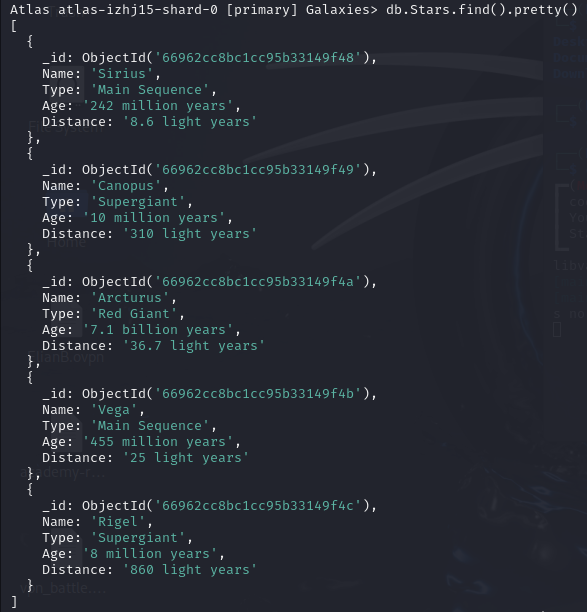 Atlas atlas-izhj15-shard-0 [primary] Galaxies> db.Stars.find().pretty()
[
  {
    _id: ObjectId('66962cc8bc1cc95b33149f48'),
    Name: 'Sirius',
    Type: 'Main Sequence',
    Age: '242 million years',
    Distance: '8.6 light years'
  },
  {
    _id: ObjectId('66962cc8bc1cc95b33149f49'),
    Name: 'Canopus',
    Type: 'Supergiant',
    Age: '10 million years',
    Distance: '310 light years'
  },
  {
    _id: ObjectId('66962cc8bc1cc95b33149f4a'),
    Name: 'Arcturus',
    Type: 'Red Giant',
    Age: '7.1 billion years',
    Distance: '36.7 light years'
  },
  {
    _id: ObjectId('66962cc8bc1cc95b33149f4b'),
    Name: 'Vega',
    Type: 'Main Sequence',
    Age: '455 million years',
    Distance: '25 light years'
  },
  {
    _id: ObjectId('66962cc8bc1cc95b33149f4c'),
    Name: 'Rigel',
    Type: 'Supergiant',
    Age: '8 million years',
    Distance: '860 light years'
  }
]